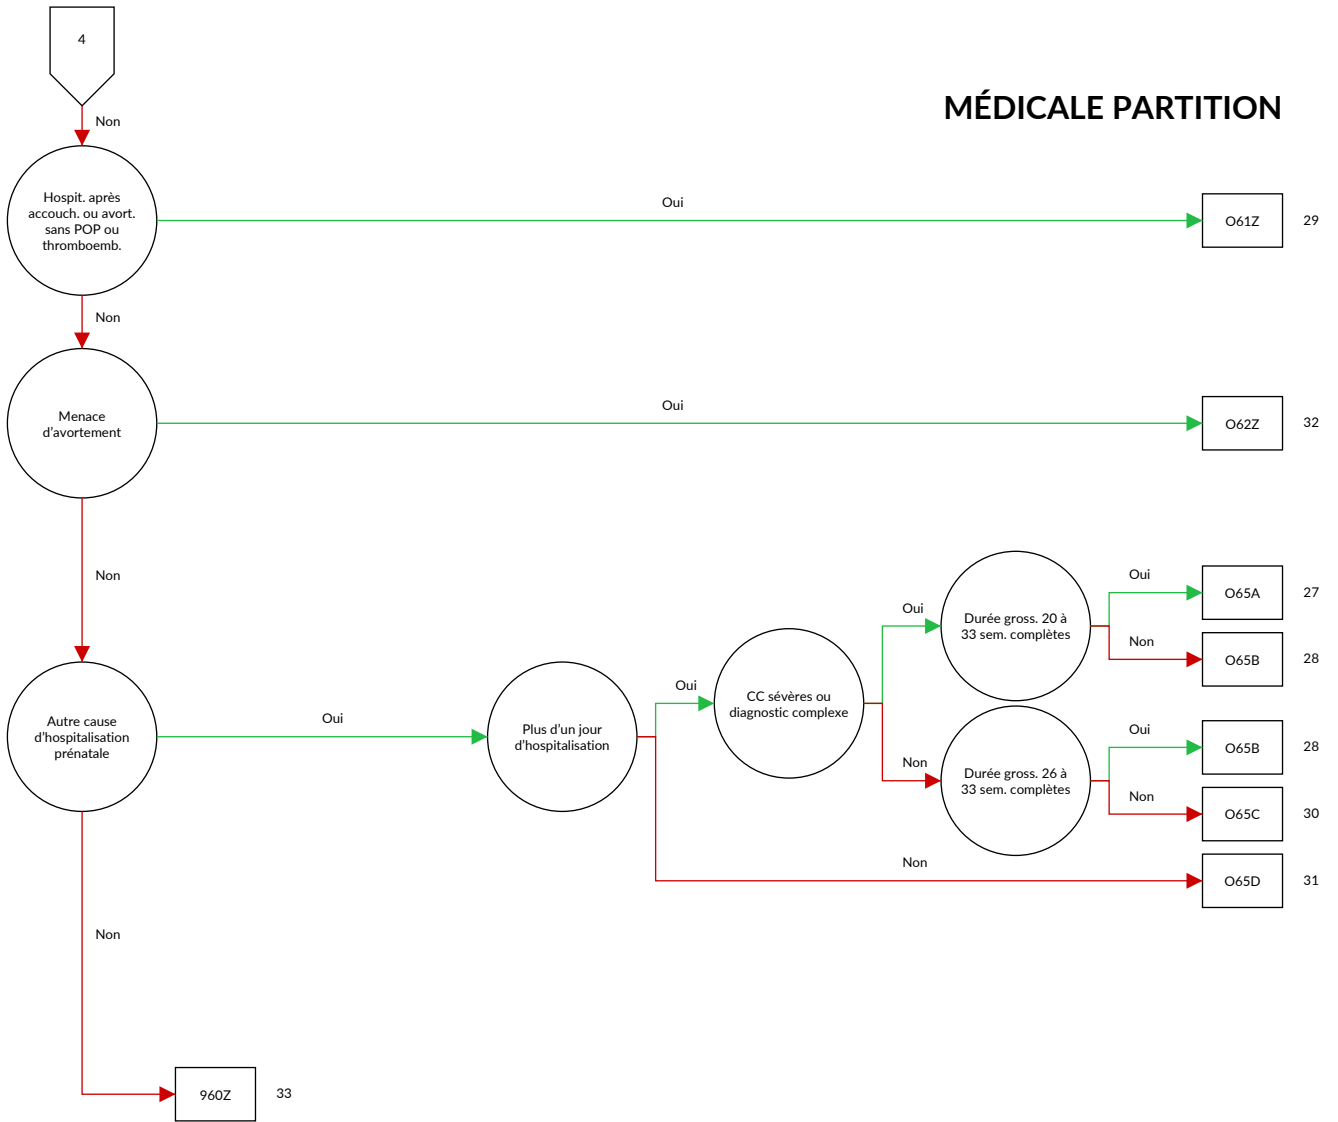 4
MÉDICALE PARTITION
Non
Hospit. après
accouch. ou avort.
sans POP ou
thromboemb.
Oui
O61Z
29
Non
Menace
d'avortement
Oui
O62Z
32
Non
Autre cause
d'hospitalisation
prénatale
Oui
Plus d'un jour
d'hospitalisation
Oui
CC sévères ou
diagnostic complexe
Oui
Durée gross. 20 à
33 sem. complètes
Oui
O65A
27
Non
O65B
28
Non
Durée gross. 26 à
33 sem. complètes
Oui
O65B
28
Non
O65C
30
Non
O65D
31
Non
960Z
33